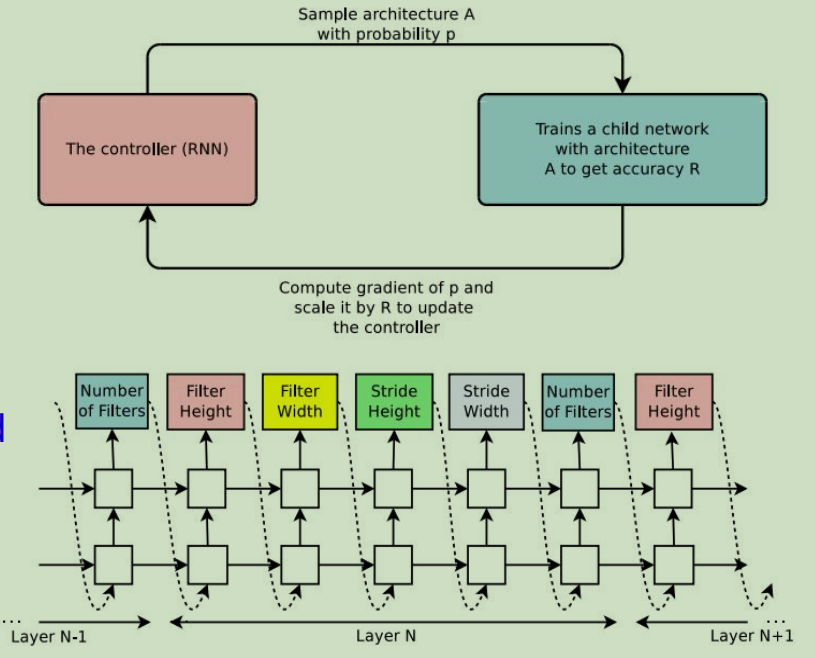 Sample architecture A
with probability p
The controller (RNN)
Trains a child network
with architecture
A to get accuracy R
Compute gradient of p and
scale it by R to update
the controller
Number
of Filters
Filter
Height
Filter
Width
Stride
Height
Stride
Width
Number
of Filters
Filter
Height
...
Layer N-1
Layer N
Layer N+1
...